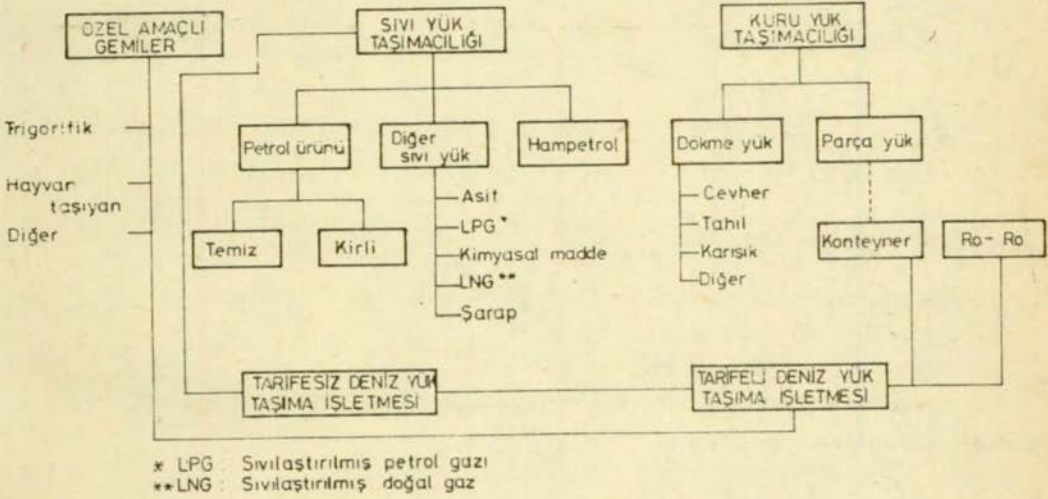 ÖZEL AMAÇLI
GEMİLER
SIVI YÜK
TAŞIMACILIĞI
KURU YÜK
TAŞIMACILIĞI
Frigorifik
Hayvan
taşıyan
Diğer
Petrol ürünü
Diğer
sıvı yük
Hampetrol
Dökme yük
Parça yük
Temiz
Kirli
Asit
LPG *
Kimyasal madde
LNG **
Şarap
Cevher
Tahıl
Karışık
Diğer
Konteyner
Ro-Ro
TARİFESİZ DENİZ YÜK
TAŞIMA İŞLETMESİ
TARİFELİ DENİZ YÜK
TAŞIMA İŞLETMESİ
* LPG : Sıvılaştırılmış petrol gazı
** LNG : Sıvılaştırılmış doğal gaz